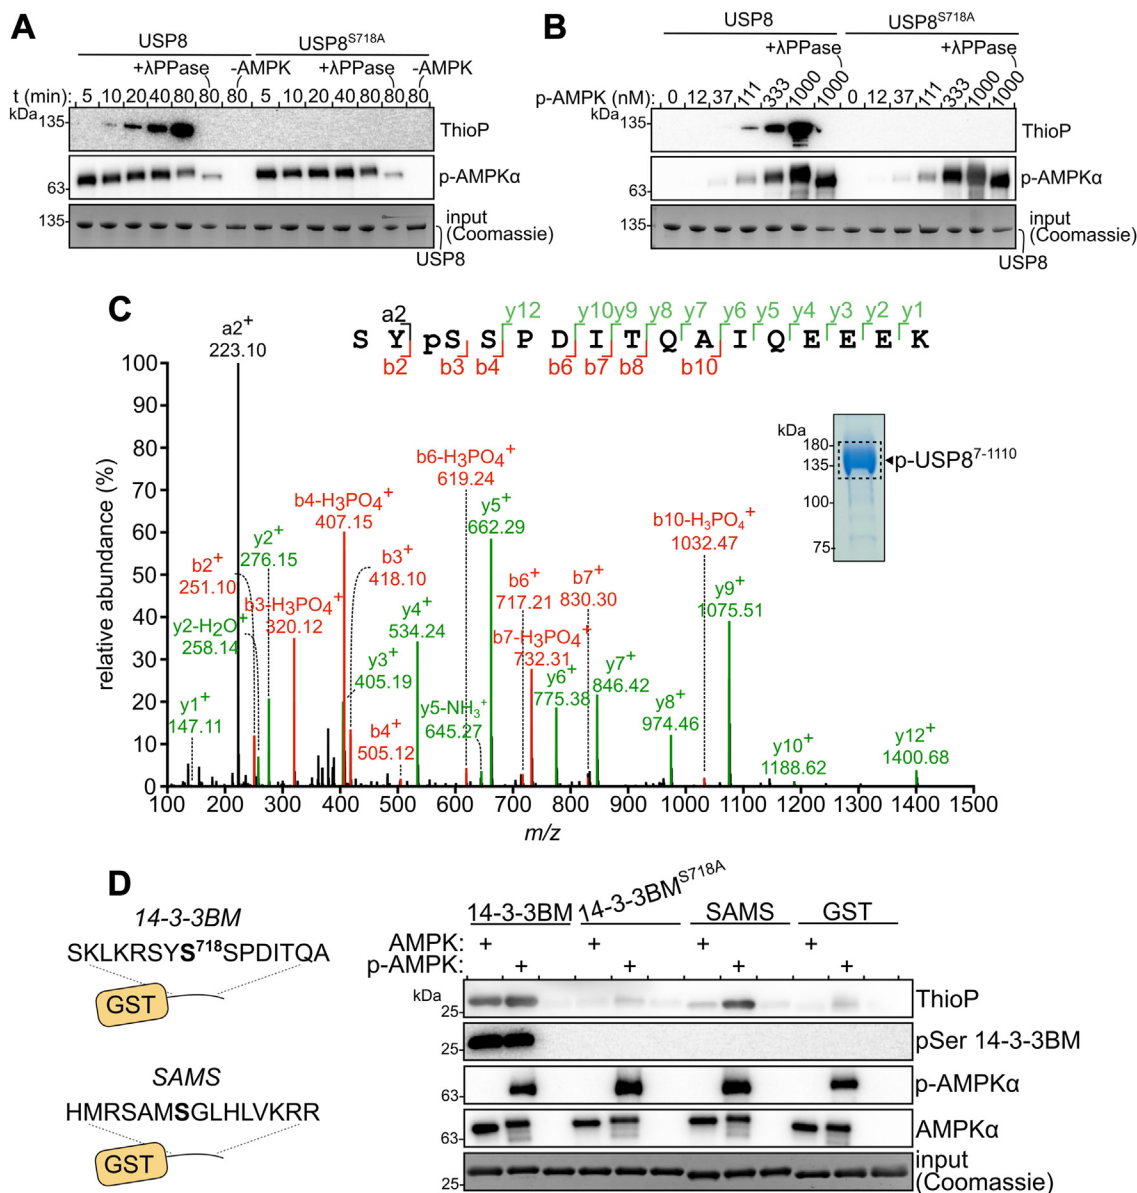 A
USP8
USP8S718A
+λPPase
-AMPK
+λPPase
-AMPK
t (min):
5
10
20
40
80
80
80
5
10
20
40
80
80
80
kDa
135
ThioP
63
p-AMPKα
135
input
(Coomassie)
USP8
B
USP8
USP8S718A
+λPPase
+λPPase
p-AMPK (nM):
0
12
37
111
333
1000
1000
0
12
37
111
333
1000
1000
kDa
135
ThioP
63
p-AMPKα
135
input
(Coomassie)
USP8
C
a2+
223.10
a2
y12
y10
y9
y8
y7
y6
y5
y4
y3
y2
y1
S Y pS S P D I T Q A I Q E E E K
b2
b3
b4
b6
b7
b8
b10
relative abundance (%)
100
80
70
60
50
40
30
20
10
0
100
200
300
400
500
600
700
800
900
1000
1100
1200
1300
1400
1500
m/z
b6-H3PO4+
619.24
b4-H3PO4+
407.15
y5+
662.29
b10-H3PO4+
1032.47
y2+
276.15
b2+
251.10
b3+
418.10
b3-H3PO4+
320.12
y2-H2O+
258.14
y4+
534.24
b6+
717.21
b7+
830.30
y9+
1075.51
b7-H3PO4+
732.31
y3+
405.19
y6+
775.38
y7+
846.42
y1+
147.11
y5-NH3+
645.27
y8+
974.46
b4+
505.12
y10+
1188.62
y12+
1400.68
kDa
180
135
100
75
p-USP87-1110
D
14-3-3BM
SKLKRSYS718SPDITQA
GST
SAMS
HMRSAMSGLHLVKRR
GST
14-3-3BM
14-3-3BMS718A
SAMS
GST
AMPK:
+
+
+
+
p-AMPK:
+
+
+
+
kDa
25
ThioP
25
pSer 14-3-3BM
63
p-AMPKα
63
AMPKα
25
input
(Coomassie)